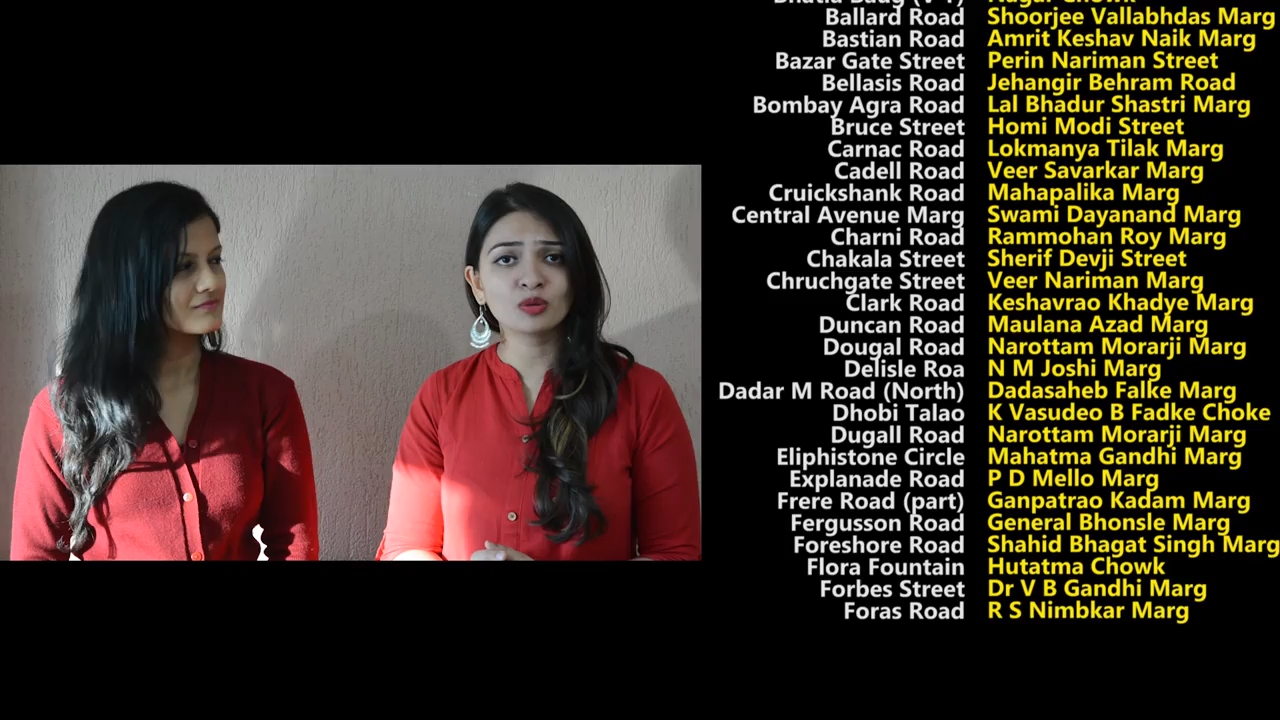 Ballard Road Shoorjee Vallabhdas Marg
Bastian Road Amrit Keshav Naik Marg
Bazar Gate Street Perin Nariman Street
Bellasis Road Jehangir Behram Road
Bombay Agra Road Lal Bhadur Shastri Marg
Bruce Street Homi Modi Street
Carnac Road Lokmanya Tilak Marg
Cadell Road Veer Savarkar Marg
Cruickshank Road Mahapalika Marg
Central Avenue Marg Swami Dayanand Marg
Charni Road Rammohan Roy Marg
Chakala Street Sherif Devji Street
Chruchgate Street Veer Nariman Marg
Clark Road Keshavrao Khadye Marg
Duncan Road Maulana Azad Marg
Dougal Road Narottam Morarji Marg
Delisle Roa N M Joshi Marg
Dadar M Road (North) Dadasaheb Falke Marg
Dhobi Talao K Vasudeo B Fadke Choke
Dugall Road Narottam Morarji Marg
Eliphistone Circle Mahatma Gandhi Marg
Explanade Road P D Mello Marg
Frere Road (part) Ganpatrao Kadam Marg
Fergusson Road General Bhonsle Marg
Foreshore Road Shahid Bhagat Singh Marg
Flora Fountain Hutatma Chowk
Forbes Street Dr V B Gandhi Marg
Foras Road R S Nimbkar Marg